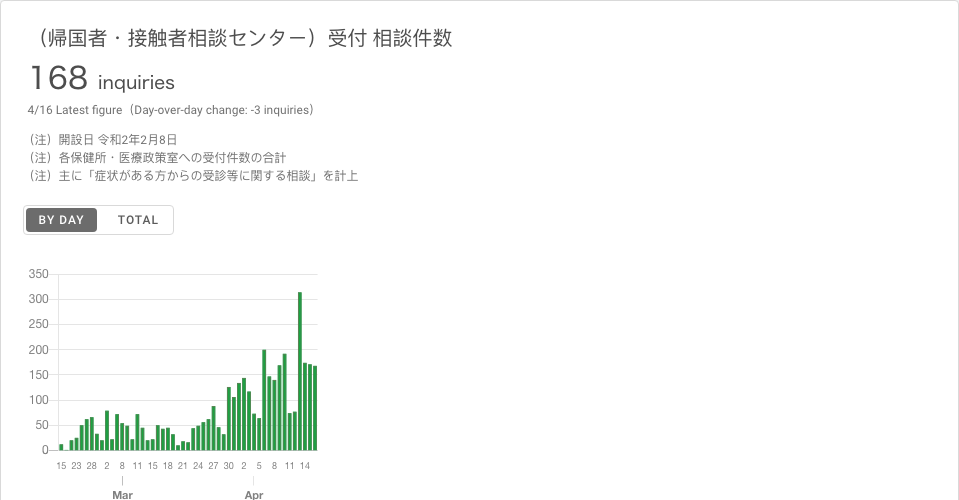 （帰国者・接触者相談センター）受付 相談件数
168 inquiries
4/16 Latest figure（Day-over-day change: -3 inquiries）
（注）開設日 令和2年2月8日
（注）各保健所・医療政策室への受付件数の合計
（注）主に「症状がある方からの受診等に関する相談」を計上
BY DAY TOTAL
350
300
250
200
150
100
50
0
15 23 28 2 8 11 15 18 21 24 27 30 2 5 8 11 14
Mar Apr